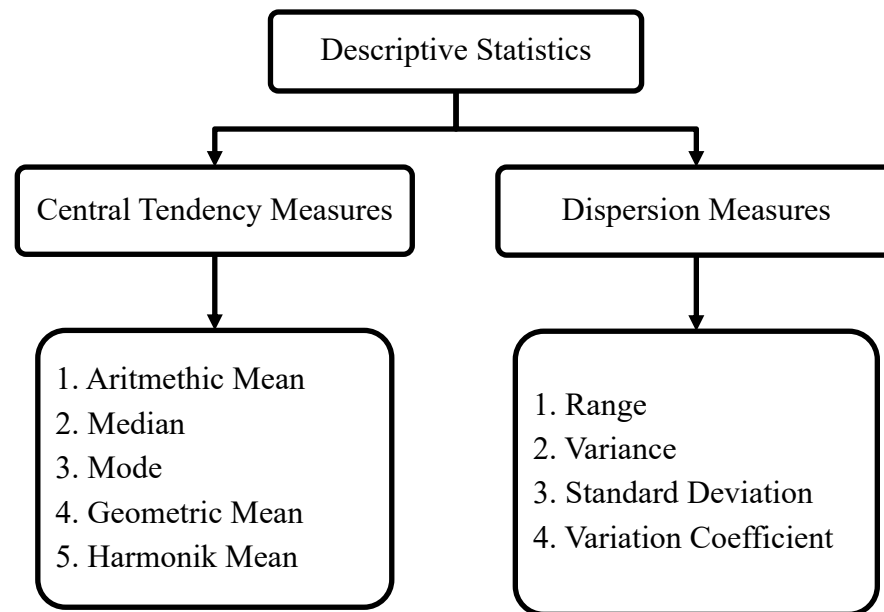 Descriptive Statistics
Central Tendency Measures
Dispersion Measures
1. Aritmethic Mean
2. Median
3. Mode
4. Geometric Mean
5. Harmonik Mean
1. Range
2. Variance
3. Standard Deviation
4. Variation Coefficient